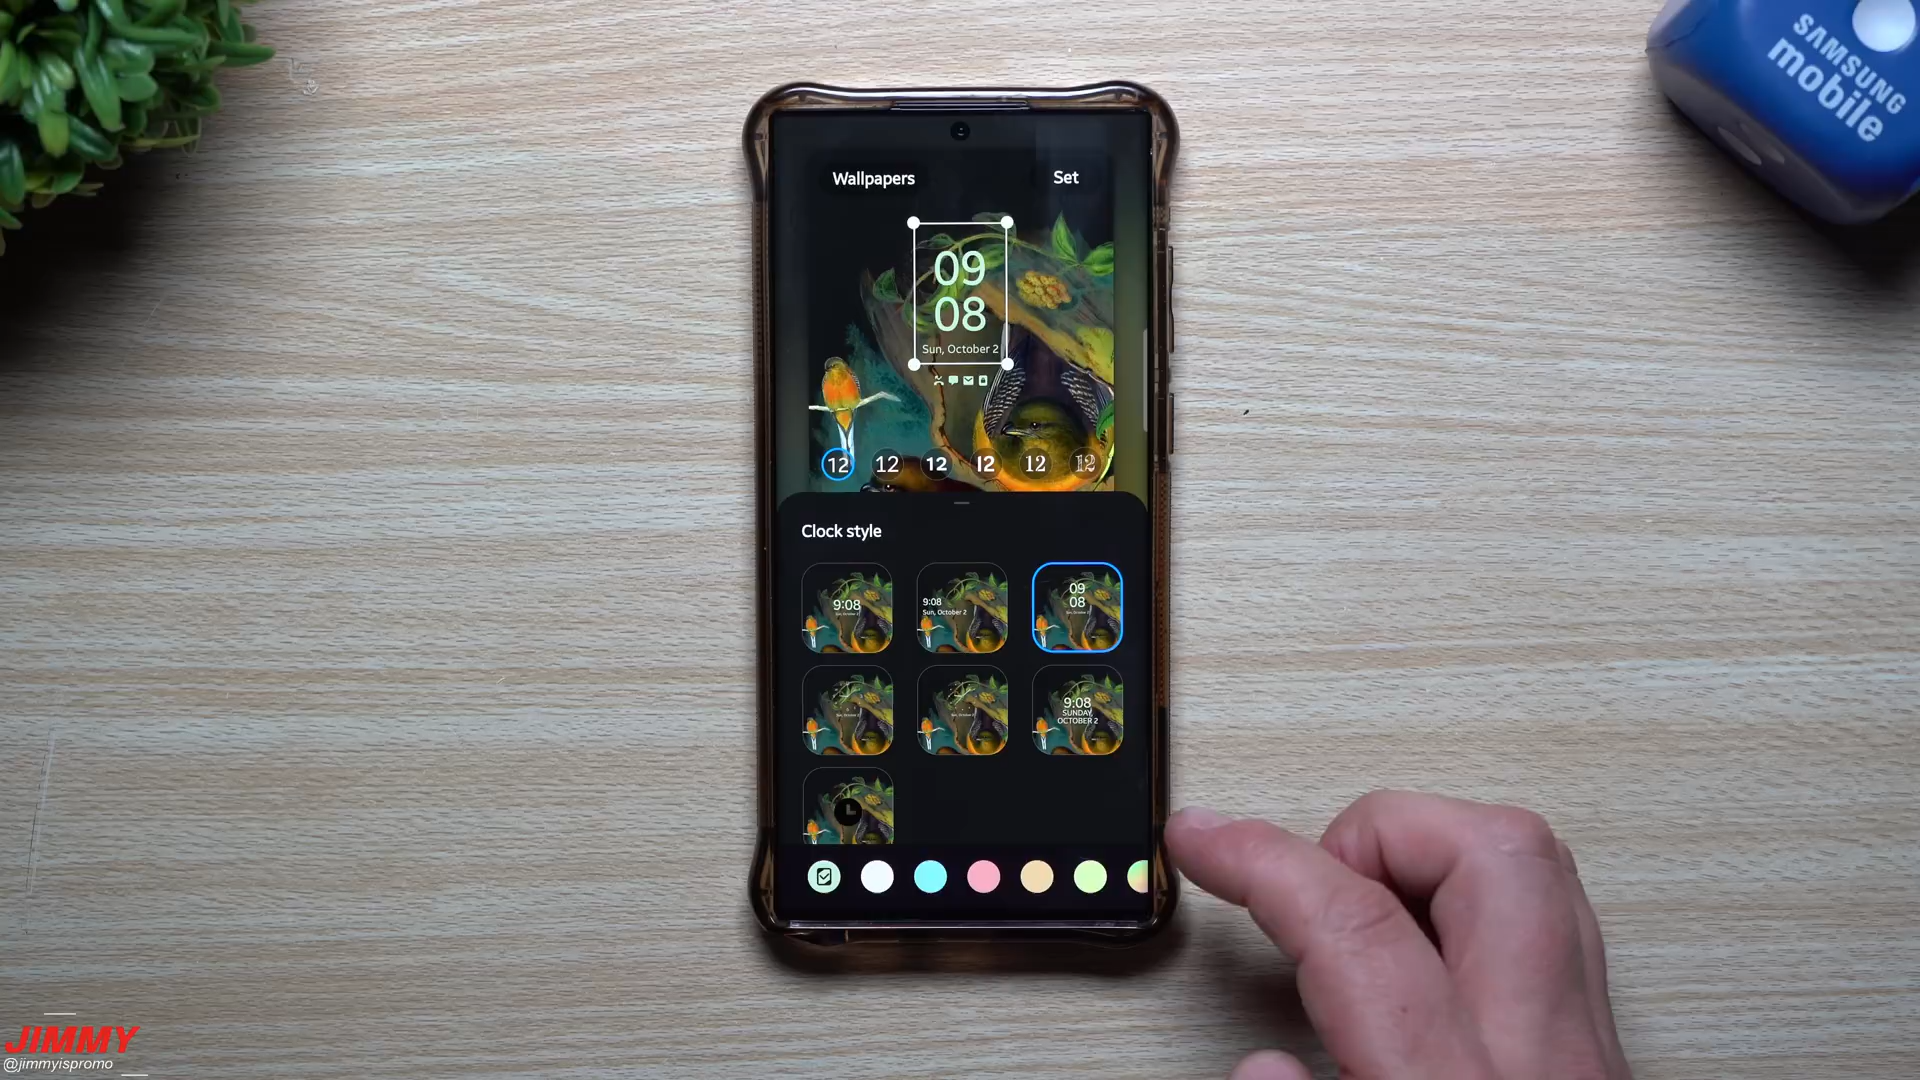 SAMSUNG
mobile
Wallpapers
Set
09
08
Sun, October 2
12 12 12 12 12 12
Clock style
9:08
9:08
Sun, October 2
09
08
9:08
SUNDAY,
OCTOBER 2
JIMMY
@jimmyispromo